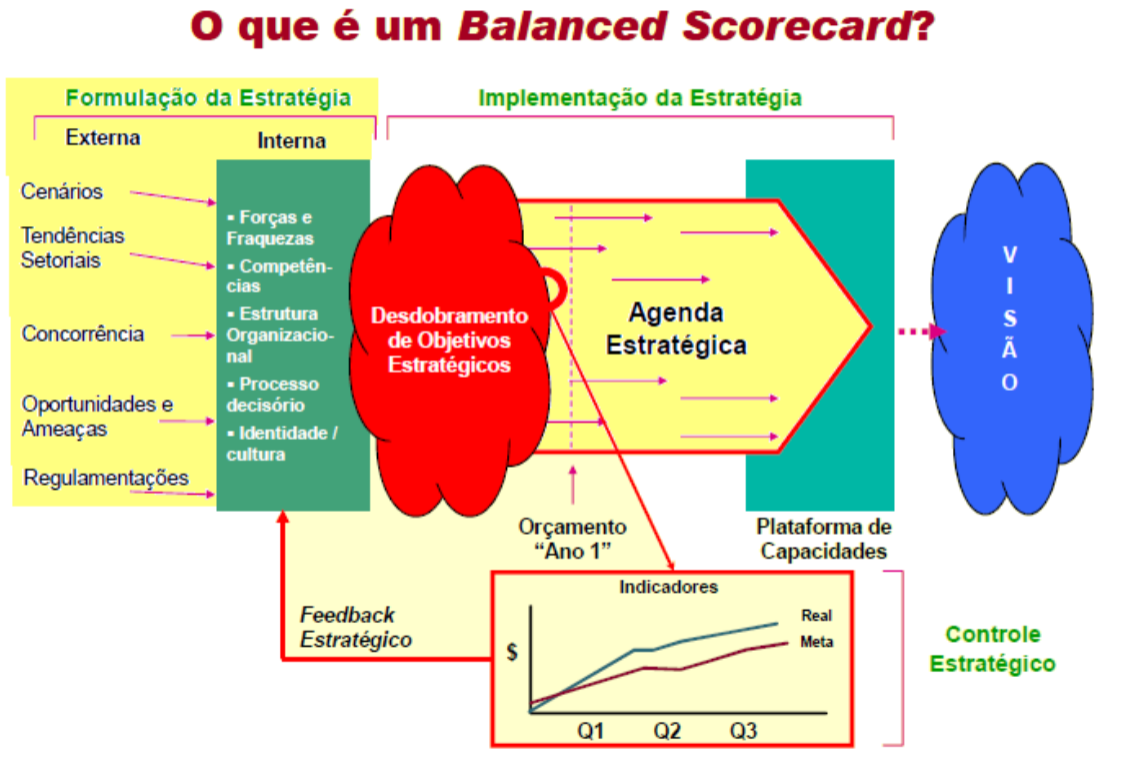 O que é um Balanced Scorecard?
Formulação da Estratégia
Implementação da Estratégia
Externa
Interna
Cenários
Tendências
Setoriais
Concorrência
Oportunidades e
Ameaças
Regulamentações
▪ Forças e
Fraquezas
▪ Competên-
cias
▪ Estrutura
Organizacio-
nal
▪ Processo
decisório
▪ Identidade /
cultura
Desdobramento
de Objetivos
Estratégicos
Agenda
Estratégica
V
I
S
Ã
O
Orçamento
“Ano 1”
Plataforma de
Capacidades
Feedback
Estratégico
Indicadores
$
Real
Meta
Q1 Q2 Q3
Controle
Estratégico